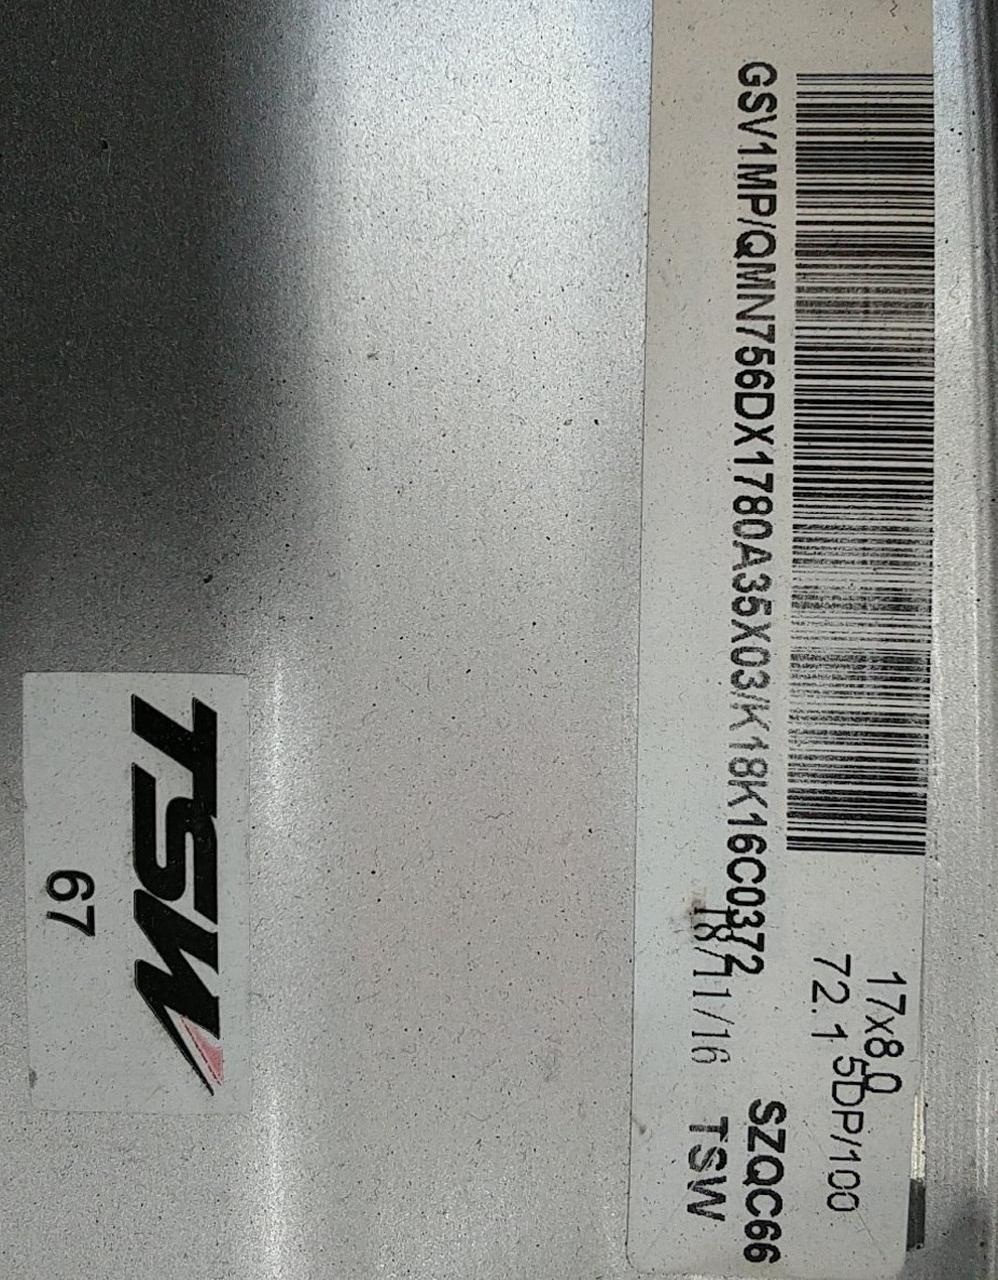 17x8.0
72.1 5DP/100
GSV1MP/QMN756DX1780A35X03/K18K16C0372
SZQC66
18/11/16
TSW
TSW
67